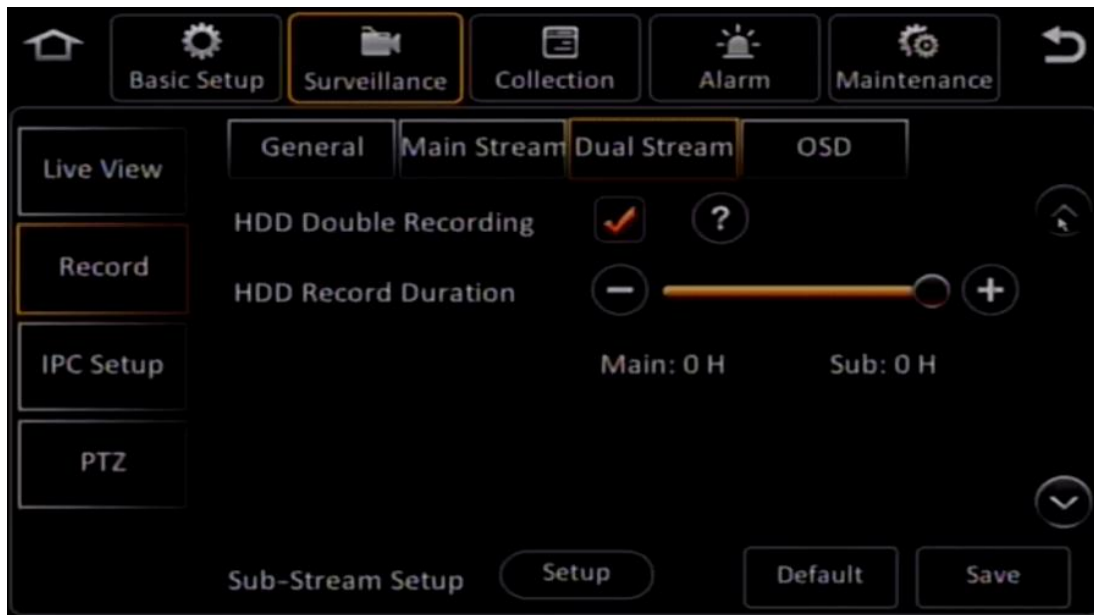 Basic Setup
Surveillance
Collection
Alarm
Maintenance
General
Main Stream
Dual Stream
OSD
Live View
Record
IPC Setup
PTZ
HDD Double Recording
?
HDD Record Duration
Main: 0 H
Sub: 0 H
Sub-Stream Setup
Setup
Default
Save